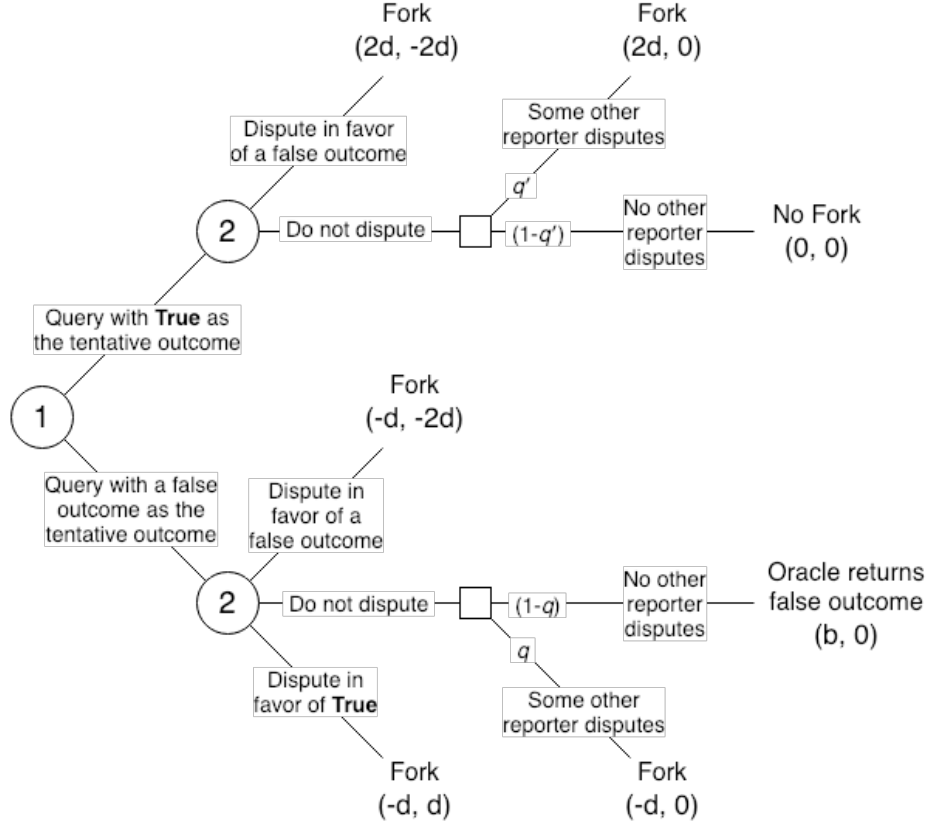 Fork
(2d, -2d)
Fork
(2d, 0)
Dispute in favor
of a false outcome
Some other
reporter disputes
q'
2
Do not dispute
(1-q')
No other
reporter
disputes
No Fork
(0, 0)
Query with True as
the tentative outcome
1
Fork
(-d, -2d)
Query with a false
outcome as the
tentative outcome
Dispute in
favor of a
false outcome
2
Do not dispute
(1-q)
No other
reporter
disputes
Oracle returns
false outcome
(b, 0)
q
Dispute in
favor of True
Some other
reporter disputes
Fork
(-d, d)
Fork
(-d, 0)